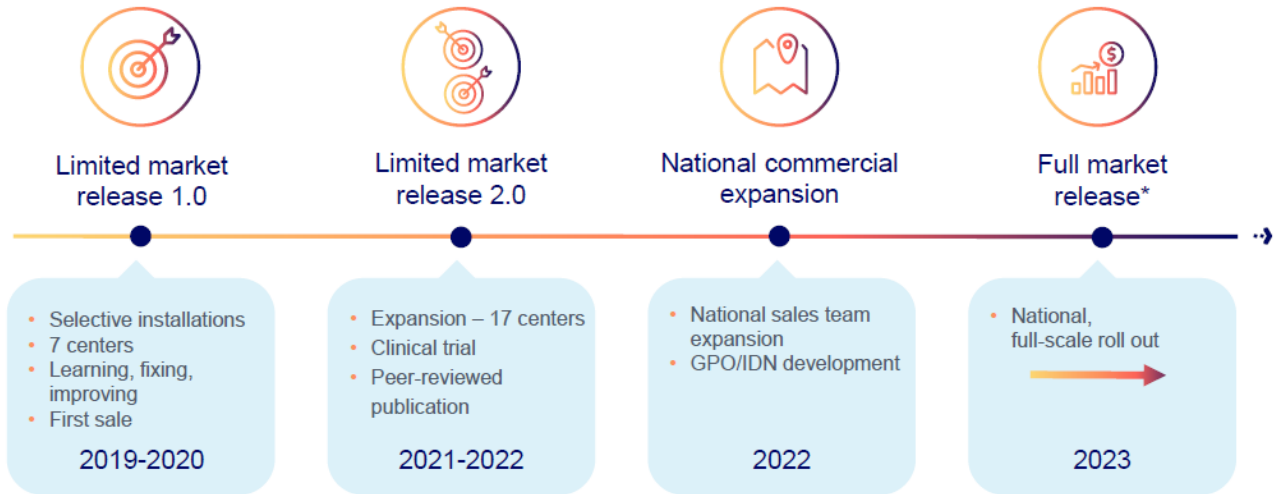 $
Limited market
release 1.0
Limited market
release 2.0
National commercial
expansion
Full market
release*
• Selective installations
• 7 centers
• Learning, fixing,
improving
• First sale
2019-2020
• Expansion – 17 centers
• Clinical trial
• Peer-reviewed
publication
2021-2022
• National sales team
expansion
• GPO/IDN development
2022
• National,
full-scale roll out
2023